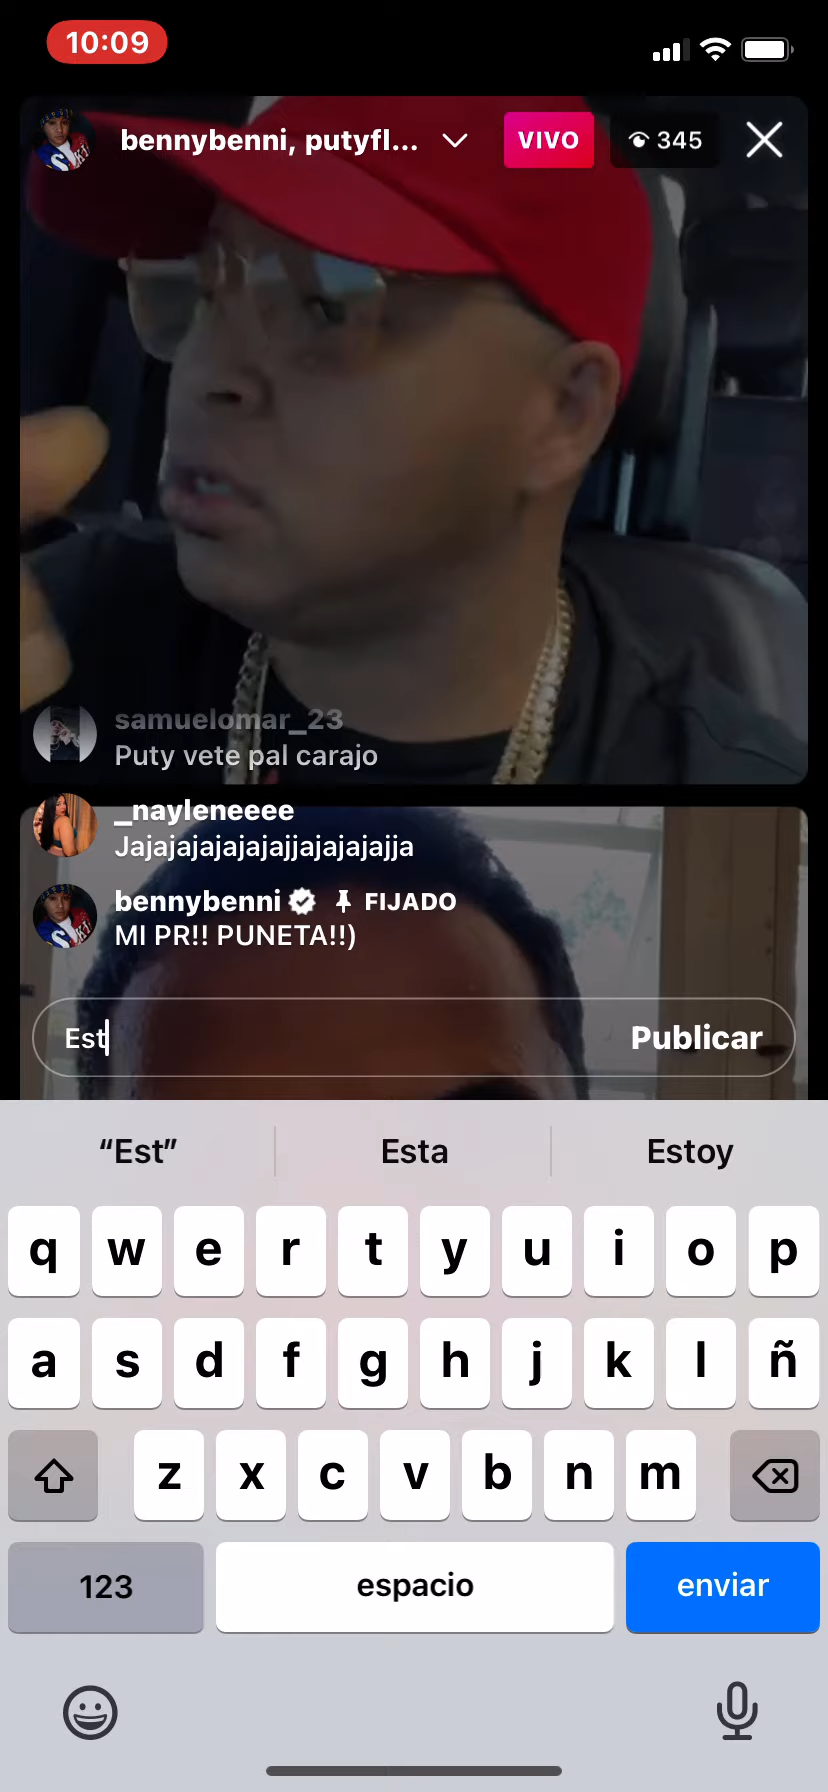 10:09
bennybenni, putyfl...
VIVO
345
samuelomar_23
Puty vete pal carajo
_nayleneeee
Jajajajajajajajjajajajajja
bennybenni FIJADO
MI PR!! PUNETA!!)
Est
Publicar
“Est” Esta Estoy
q w e r t y u i o p
a s d f g h j k l ñ
z x c v b n m
123 espacio enviar